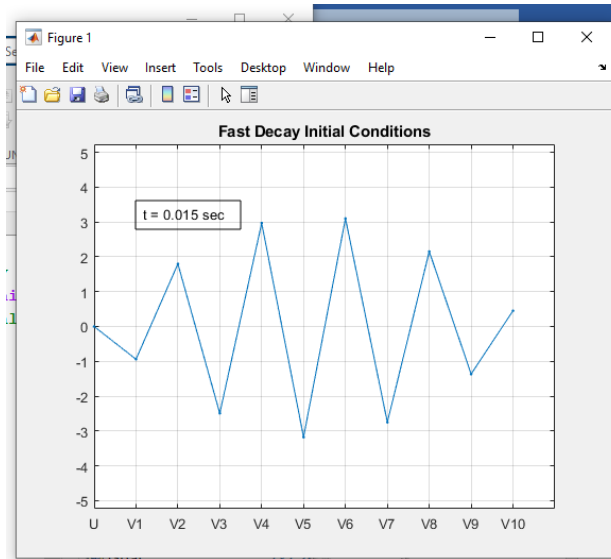 Se
Figure 1
File Edit View Insert Tools Desktop Window Help
Fast Decay Initial Conditions
t = 0.015 sec
5
4
3
2
1
0
-1
-2
-3
-4
-5
U V1 V2 V3 V4 V5 V6 V7 V8 V9 V10